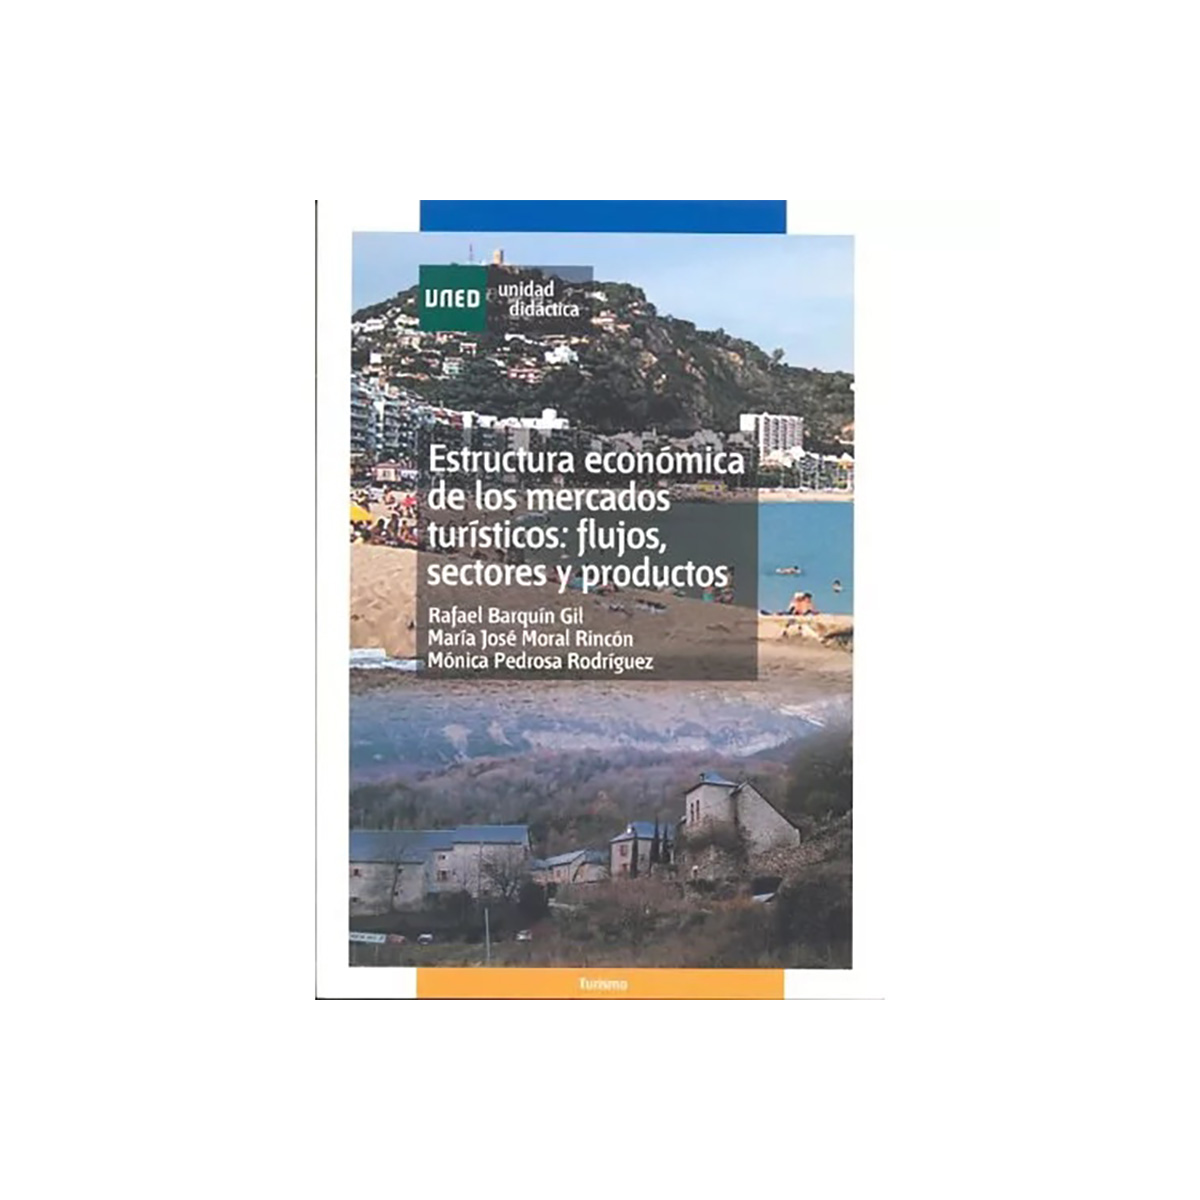 UNED
unidad
didáctica
Estructura económica
de los mercados
turísticos: flujos,
sectores y productos
Rafael Barquín Gil
María José Moral Rincón
Mónica Pedrosa Rodríguez
Turismo